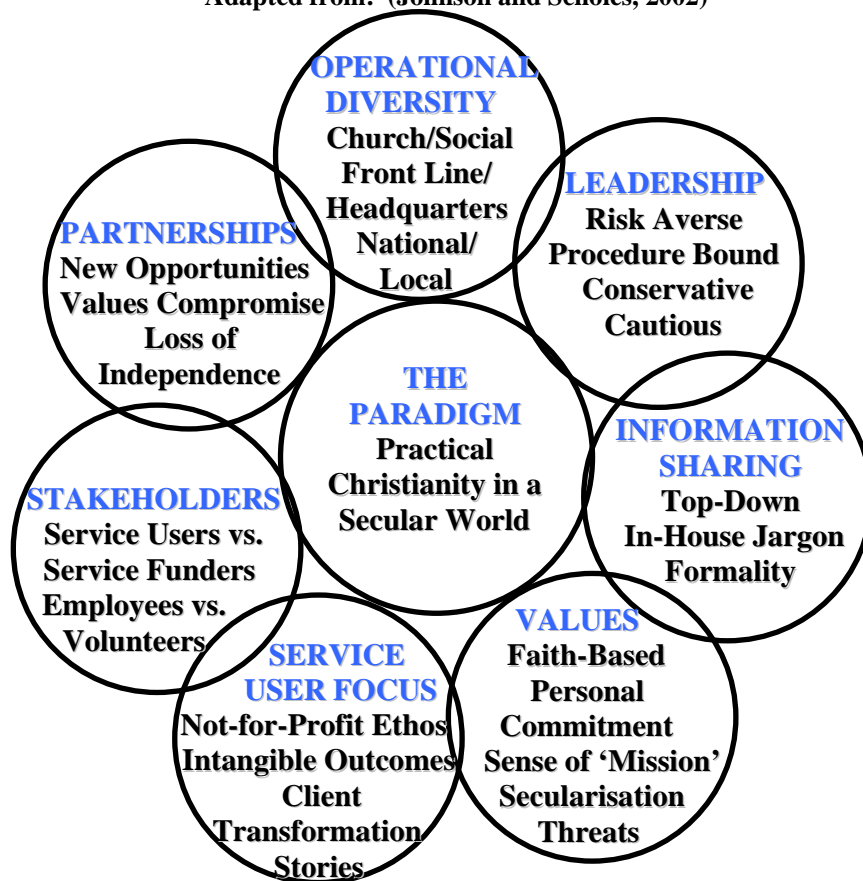 Adapted from: (Johnson and Scholes, 2002)
OPERATIONAL
DIVERSITY
Church/Social
Front Line/
Headquarters
National/
Local
LEADERSHIP
Risk Averse
Procedure Bound
Conservative
Cautious
PARTNERSHIPS
New Opportunities
Values Compromise
Loss of
Independence
THE
PARADIGM
Practical
Christianity in a
Secular World
INFORMATION
SHARING
Top-Down
In-House Jargon
Formality
STAKEHOLDERS
Service Users vs.
Service Funders
Employees vs.
Volunteers
VALUES
Faith-Based
Personal
Commitment
Sense of ‘Mission’
Secularisation
Threats
SERVICE
USER FOCUS
Not-for-Profit Ethos
Intangible Outcomes
Client
Transformation
Stories